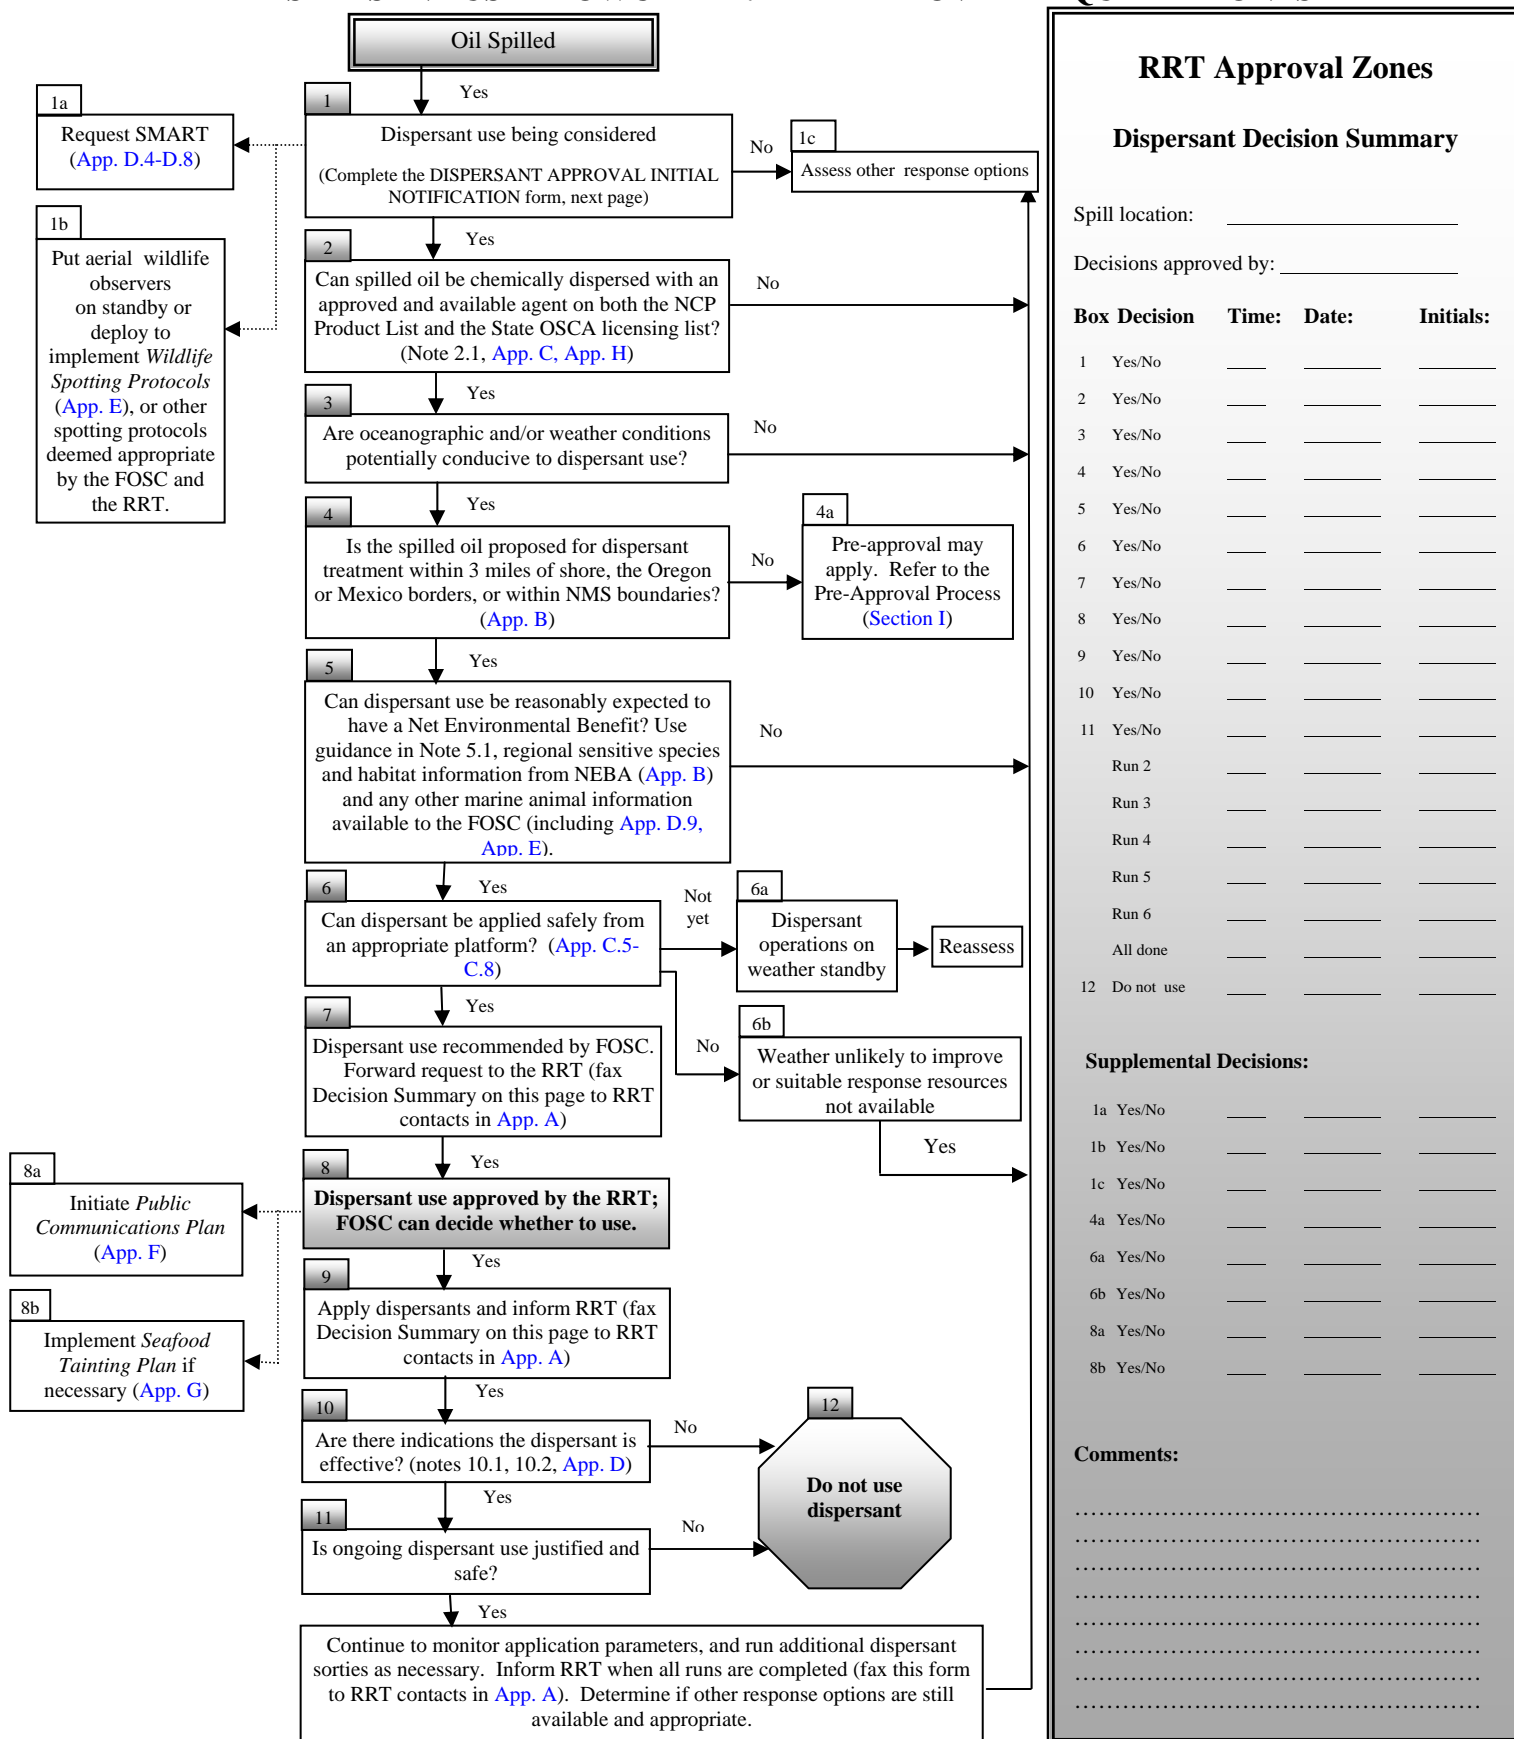 Oil Spilled
Yes
1a
Request SMART
(App. D.4-D.8)
1
Dispersant use being considered
(Complete the DISPERSANT APPROVAL INITIAL
NOTIFICATION form, next page)
No
1c
Assess other response options
1b
Put aerial wildlife
observers
on standby or
deploy to
implement Wildlife
Spotting Protocols
(App. E), or other
spotting protocols
deemed appropriate
by the FOSC and
the RRT.
Yes
2
Can spilled oil be chemically dispersed with an
approved and available agent on both the NCP
Product List and the State OSCA licensing list?
(Note 2.1, App. C, App. H)
No
Yes
3
Are oceanographic and/or weather conditions
potentially conducive to dispersant use?
No
Yes
4
Is the spilled oil proposed for dispersant
treatment within 3 miles of shore, the Oregon
or Mexico borders, or within NMS boundaries?
(App. B)
No
4a
Pre-approval may
apply. Refer to the
Pre-Approval Process
(Section I)
Yes
5
Can dispersant use be reasonably expected to
have a Net Environmental Benefit? Use
guidance in Note 5.1, regional sensitive species
and habitat information from NEBA (App. B)
and any other marine animal information
available to the FOSC (including App. D.9,
App. E).
No
Yes
6
Can dispersant be applied safely from
an appropriate platform? (App. C.5-
C.8)
Not
yet
6a
Dispersant
operations on
weather standby
Reassess
No
6b
Weather unlikely to improve
or suitable response resources
not available
Yes
Yes
7
Dispersant use recommended by FOSC.
Forward request to the RRT (fax
Decision Summary on this page to RRT
contacts in App. A)
Yes
8
Dispersant use approved by the RRT;
FOSC can decide whether to use.
8a
Initiate Public
Communications Plan
(App. F)
8b
Implement Seafood
Tainting Plan if
necessary (App. G)
Yes
9
Apply dispersants and inform RRT (fax
Decision Summary on this page to RRT
contacts in App. A)
Yes
10
Are there indications the dispersant is
effective? (notes 10.1, 10.2, App. D)
No
12
Do not use
dispersant
Yes
11
Is ongoing dispersant use justified and
safe?
No
Yes
Continue to monitor application parameters, and run additional dispersant
sorties as necessary. Inform RRT when all runs are completed (fax this form
to RRT contacts in App. A). Determine if other response options are still
available and appropriate.
RRT Approval Zones
Dispersant Decision Summary
Spill location:
Decisions approved by:
Box Decision Time: Date: Initials:
1 Yes/No
2 Yes/No
3 Yes/No
4 Yes/No
5 Yes/No
6 Yes/No
7 Yes/No
8 Yes/No
9 Yes/No
10 Yes/No
11 Yes/No
Run 2
Run 3
Run 4
Run 5
Run 6
All done
12 Do not use
Supplemental Decisions:
1a Yes/No
1b Yes/No
1c Yes/No
4a Yes/No
6a Yes/No
6b Yes/No
8a Yes/No
8b Yes/No
Comments: